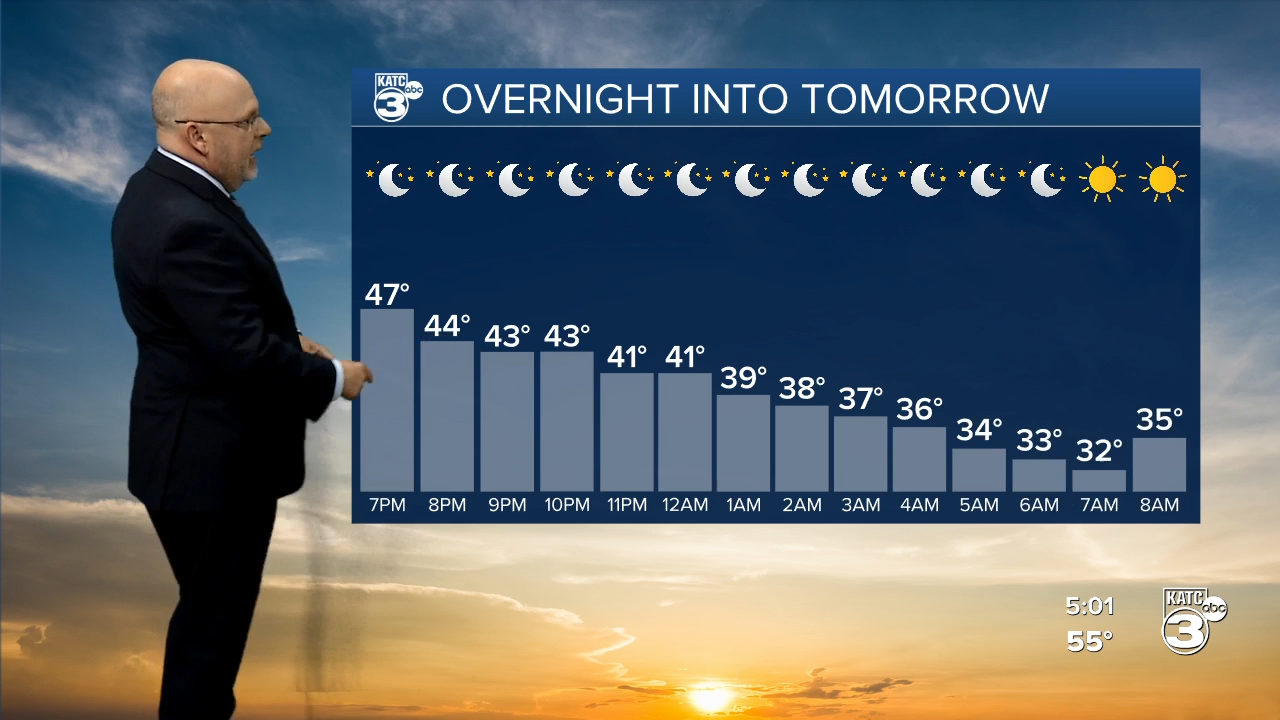 KATC
abc
3
OVERNIGHT INTO TOMORROW
47° 44° 43° 43° 41° 41° 39° 38° 37° 36° 34° 33° 32° 35°
7PM 8PM 9PM 10PM 11PM 12AM 1AM 2AM 3AM 4AM 5AM 6AM 7AM 8AM
5:01
55°
KATC
abc
3